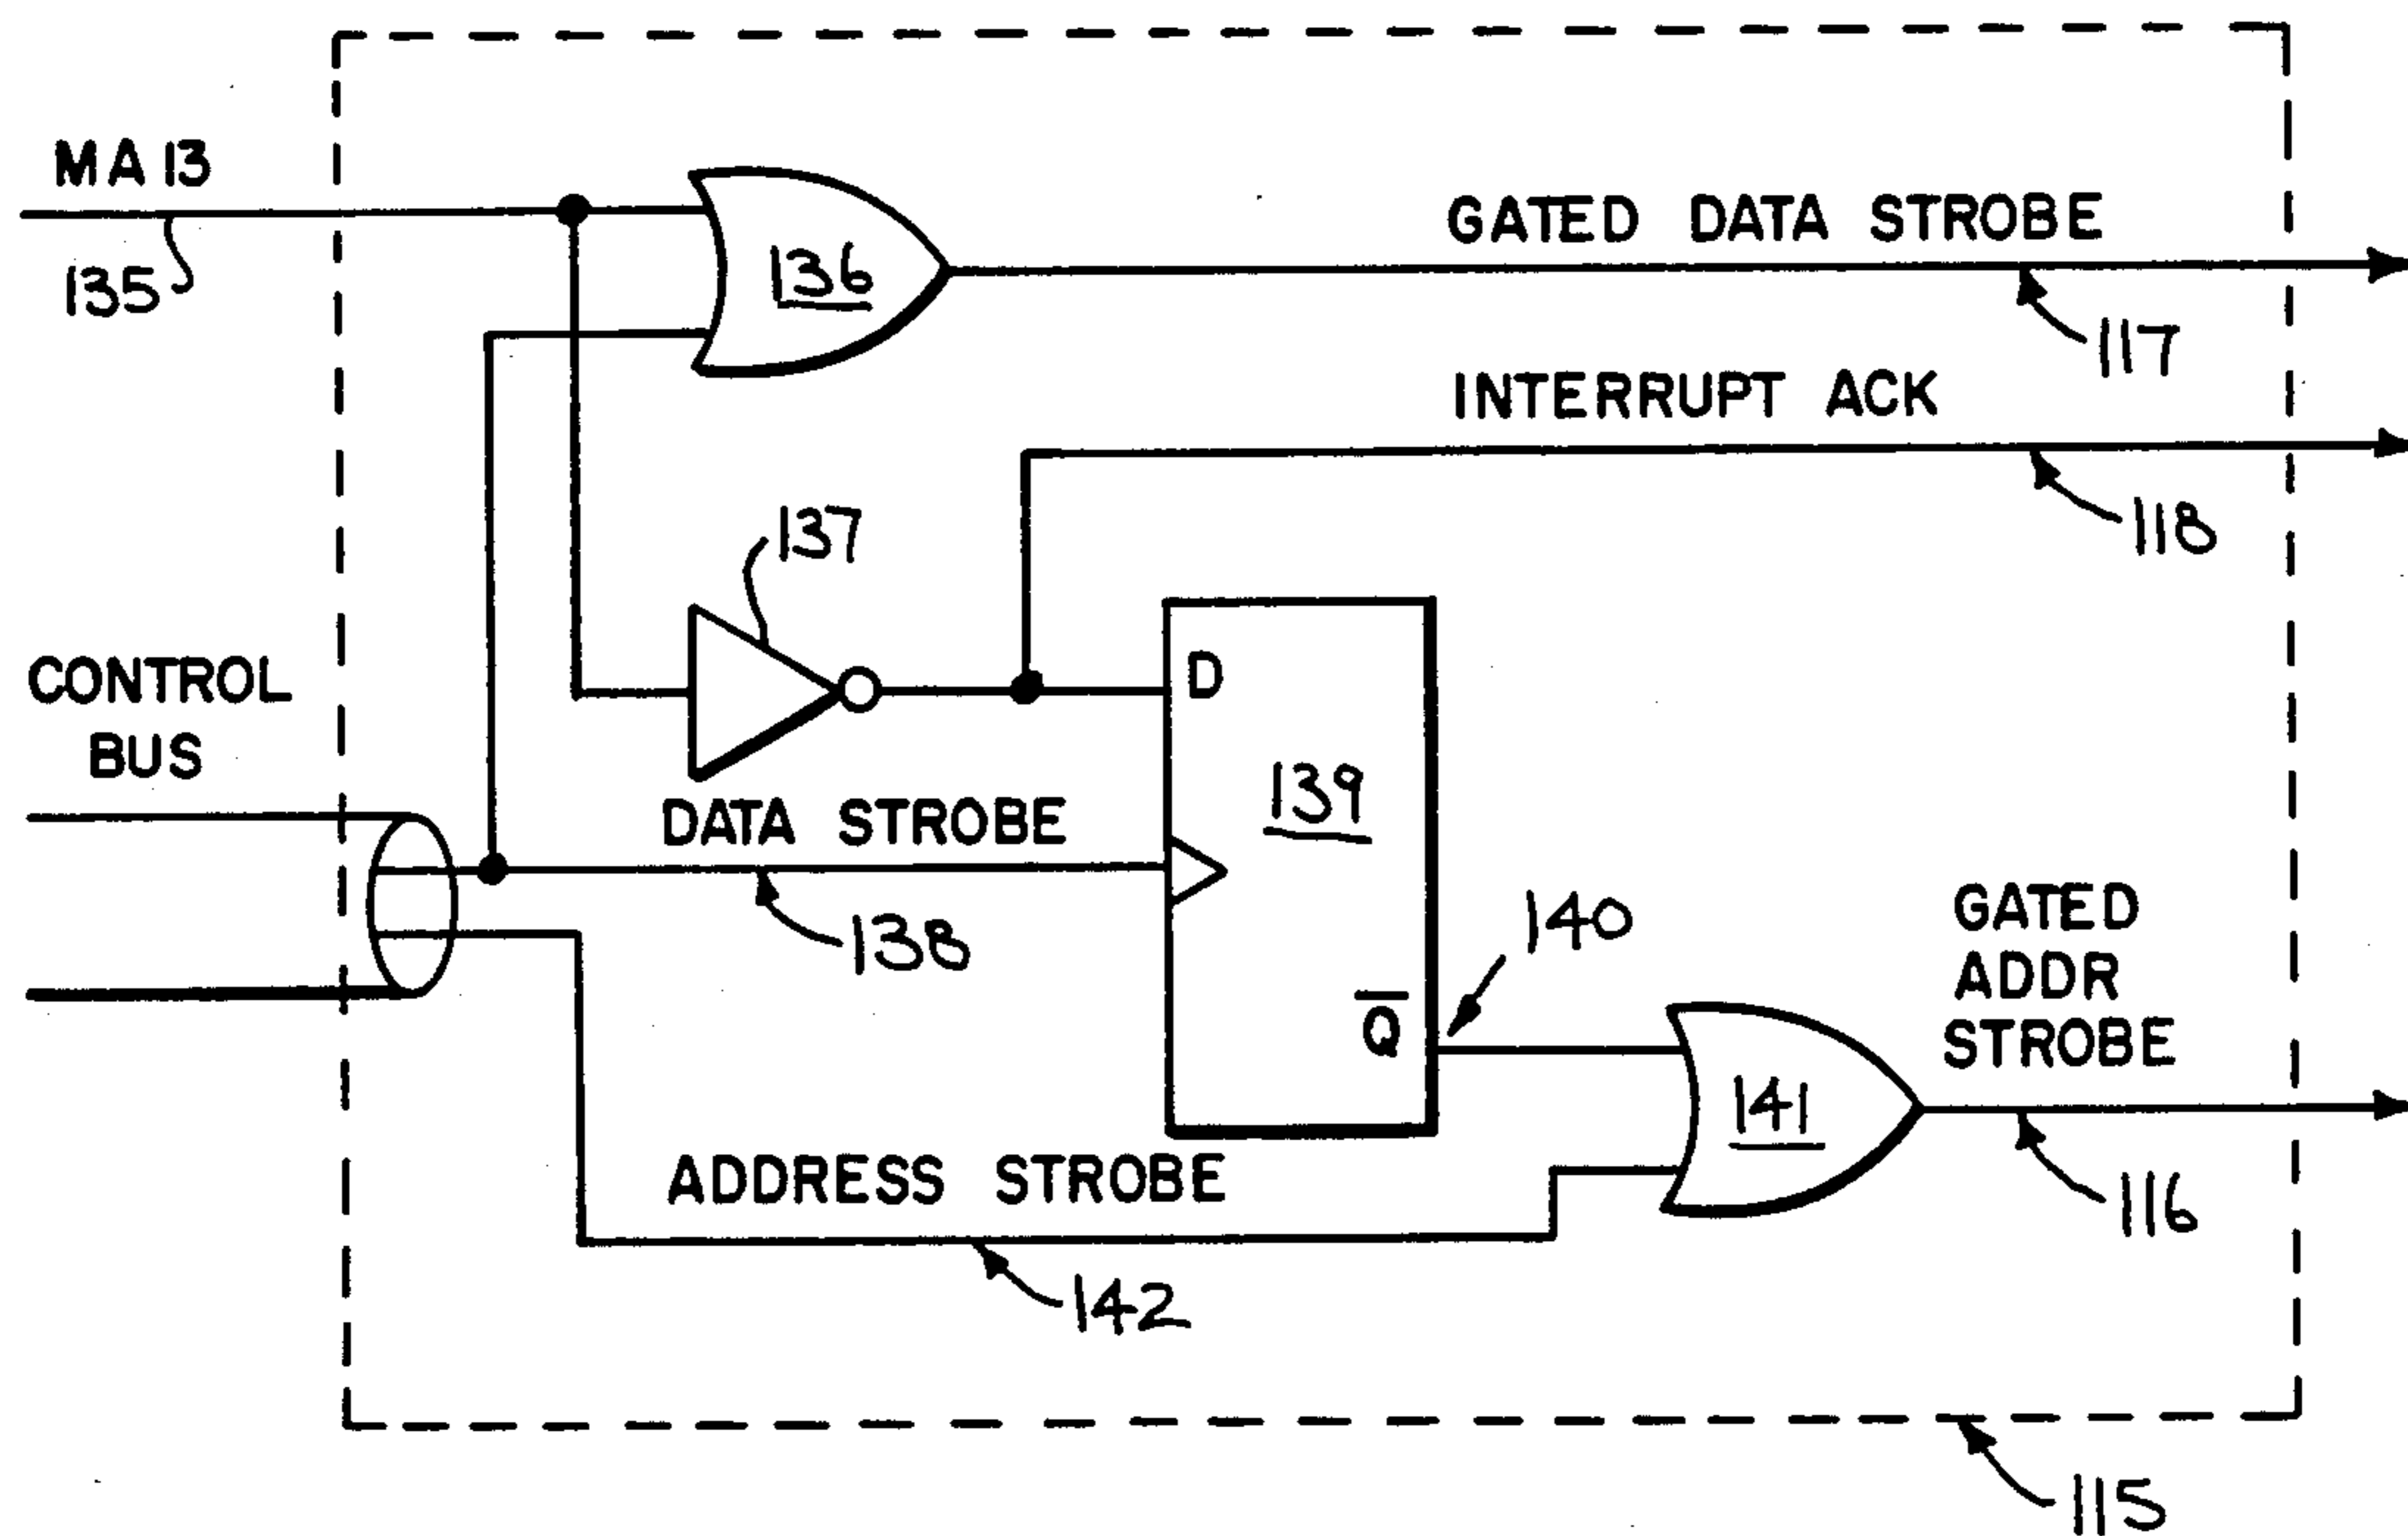 MA 13
135
136
GATED DATA STROBE
117
INTERRUPT ACK
118
137
CONTROL
BUS
D
139
DATA STROBE
138
140
Q̅
GATED
ADDR
STROBE
141
116
ADDRESS STROBE
142
115